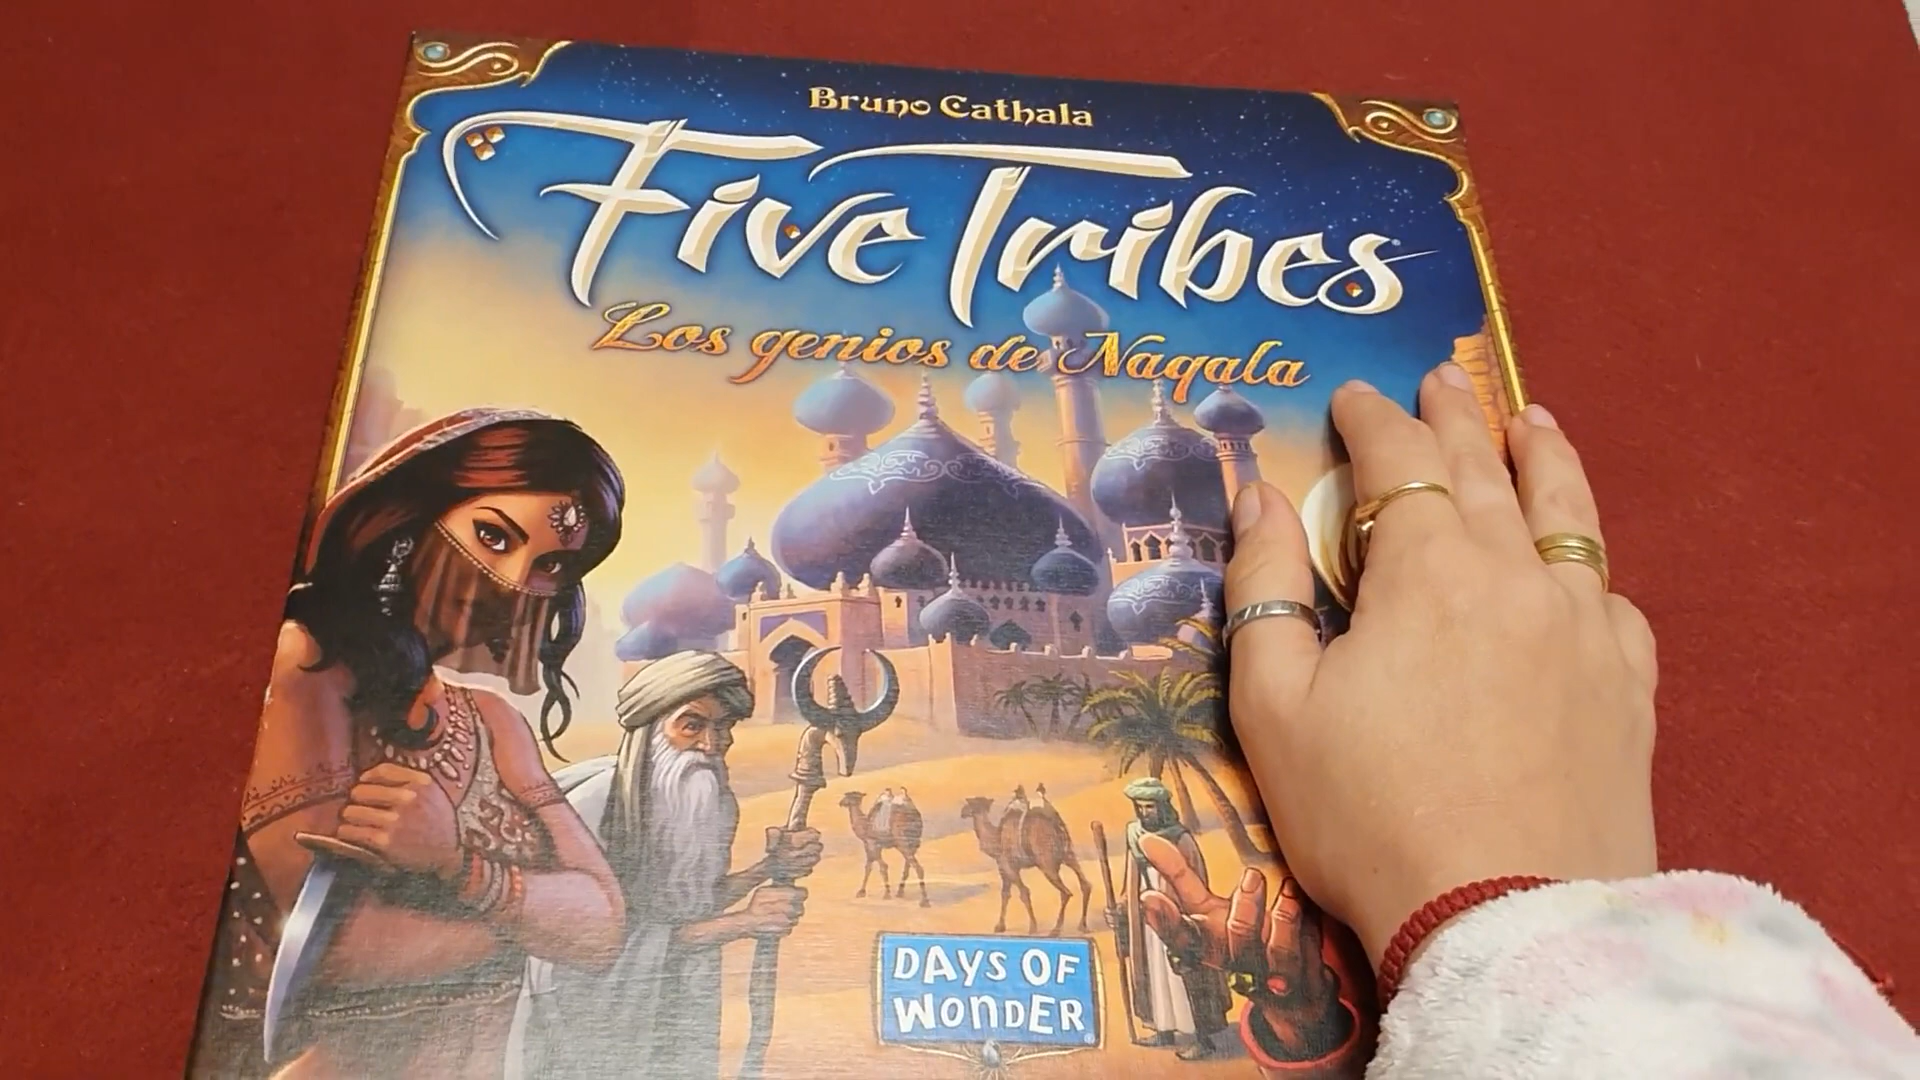 Bruno Cathala
Five Tribes
Los genios de Naqala
DAYS OF
WONDER